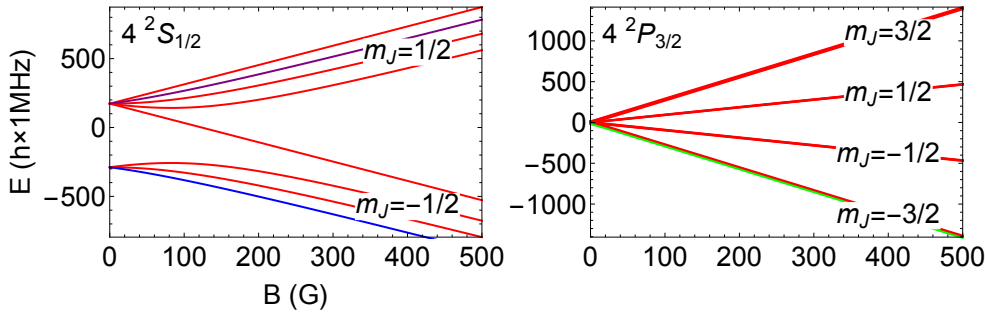 4 ²S₁/₂
m_J=1/2
m_J=−1/2
500
0
−500
0 100 200 300 400 500
B (G)
E (h×1MHz)
4 ²P₃/₂
m_J=3/2
m_J=1/2
m_J=−1/2
m_J=−3/2
1000
500
0
−500
−1000
0 100 200 300 400 500
B (G)